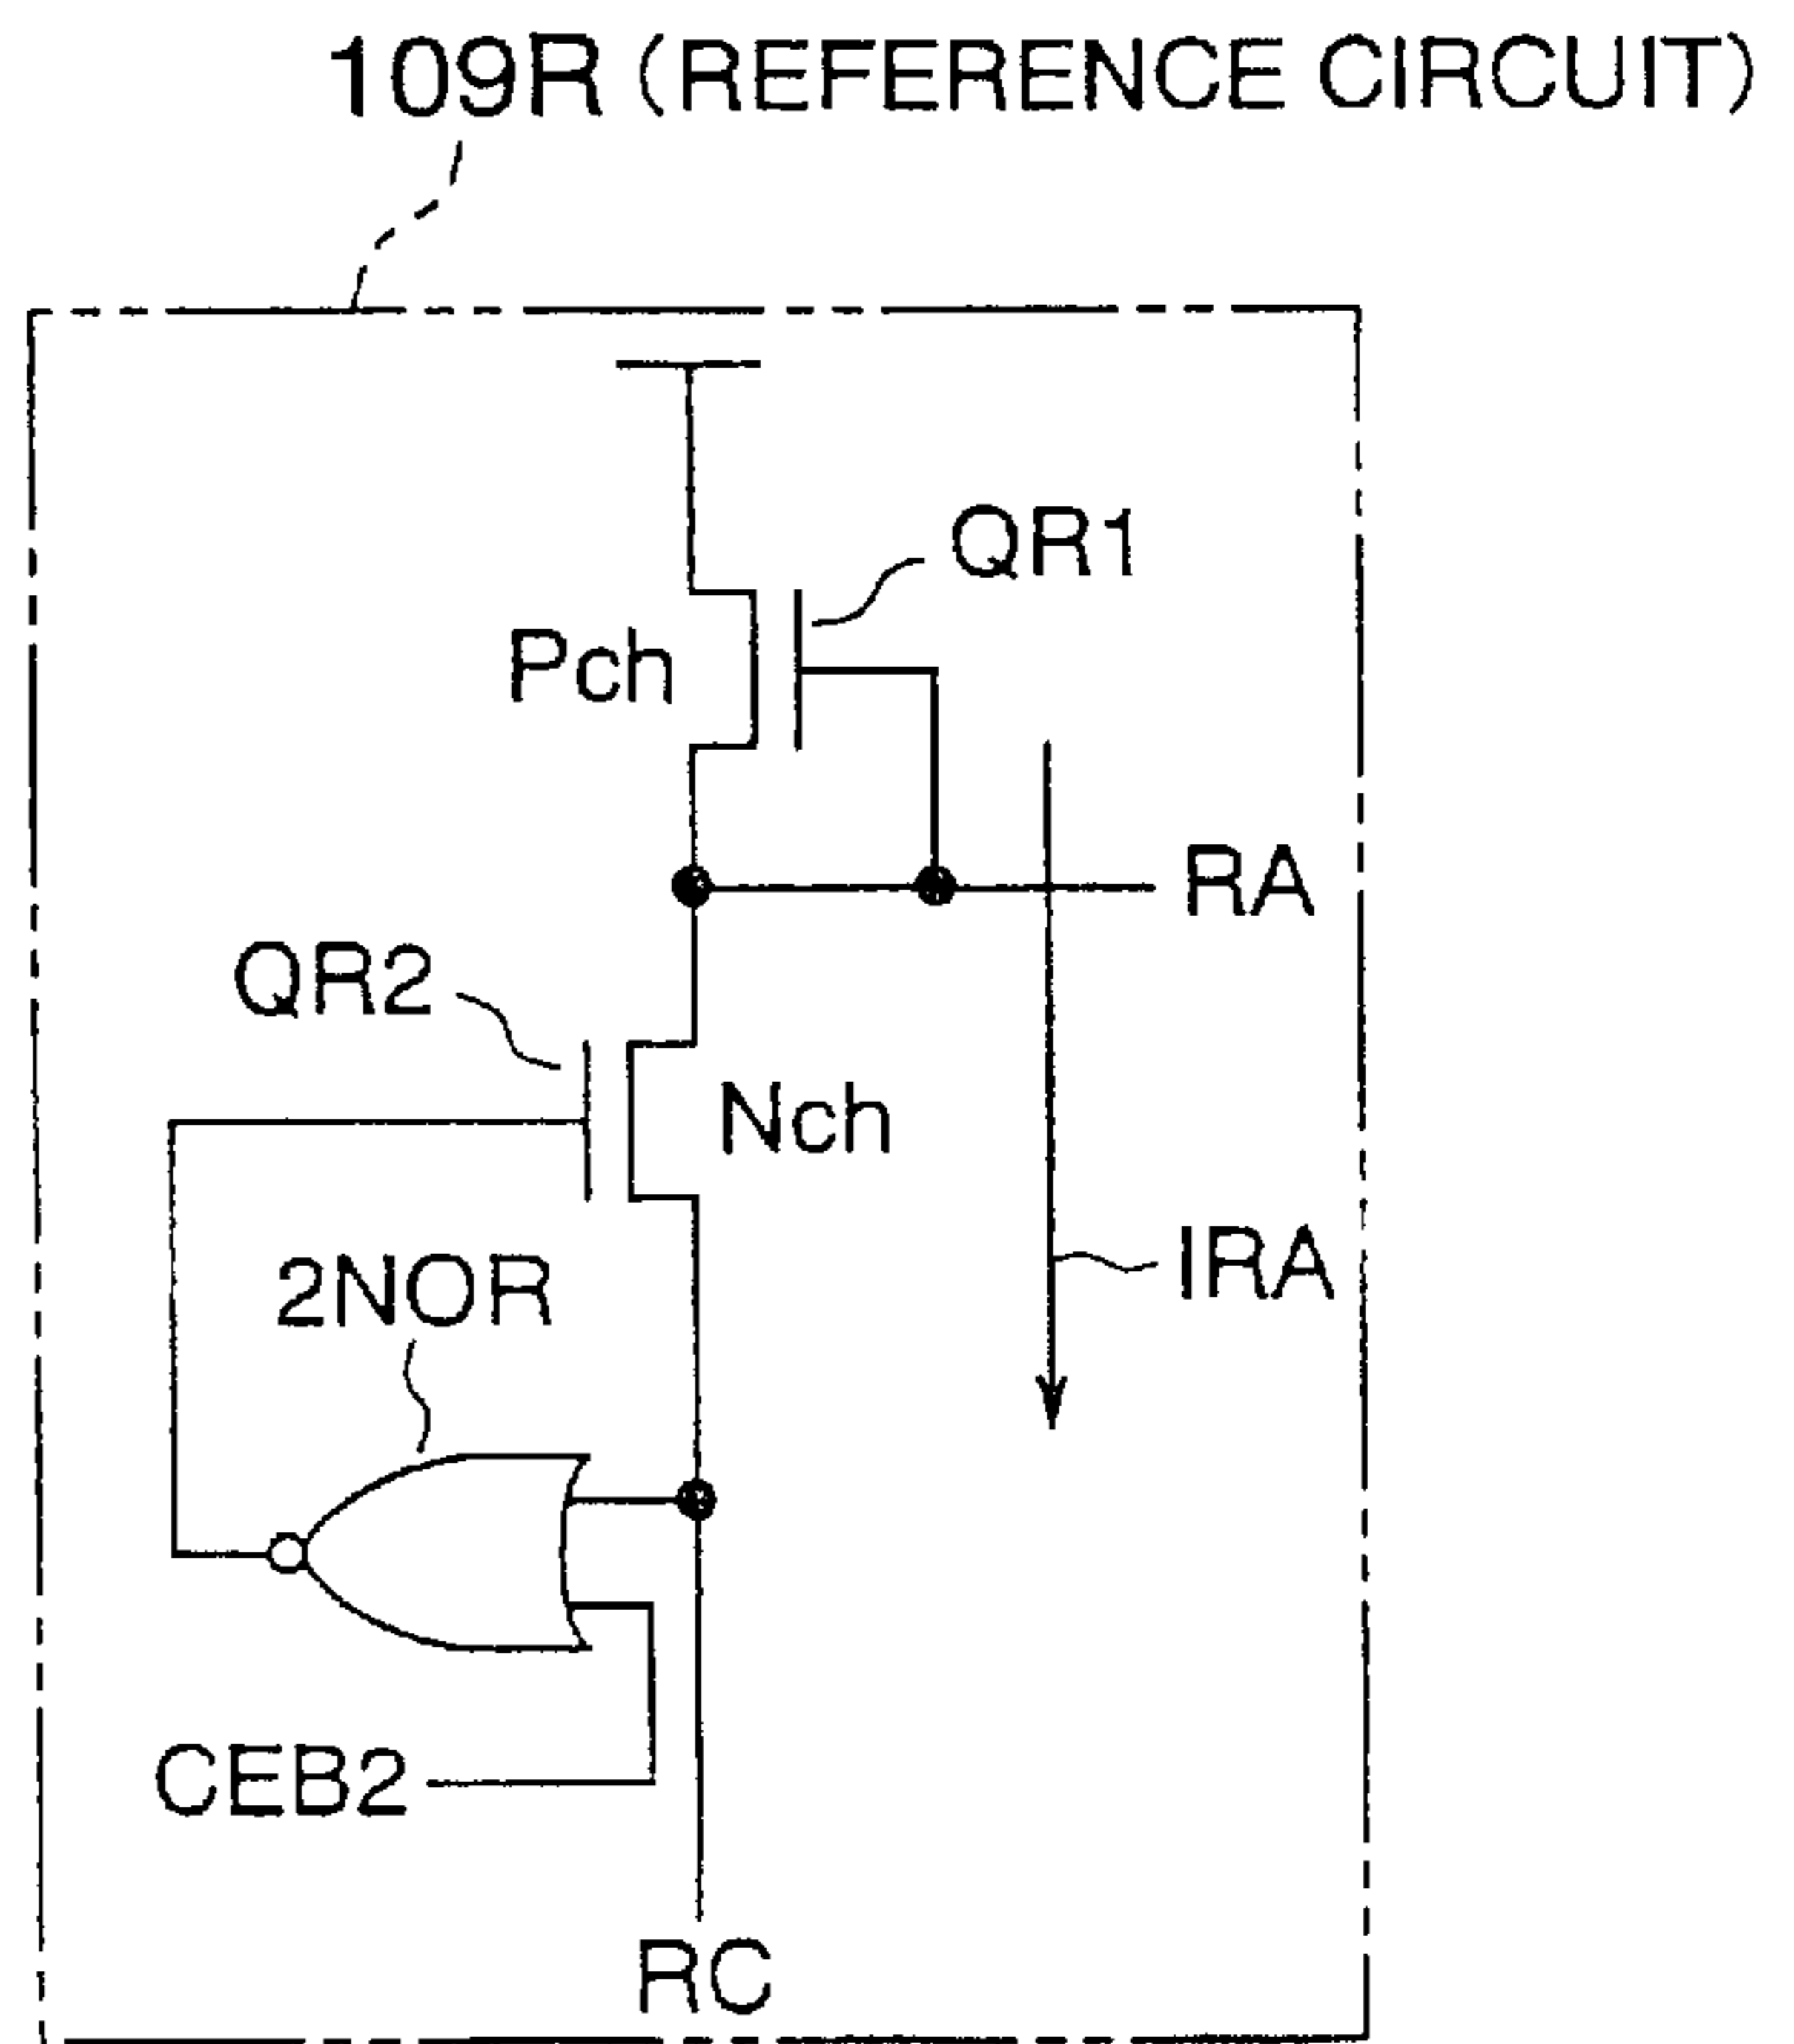 109R (REFERENCE CIRCUIT)
QR1
Pch
RA
QR2
Nch
IRA
2NOR
CEB2
RC